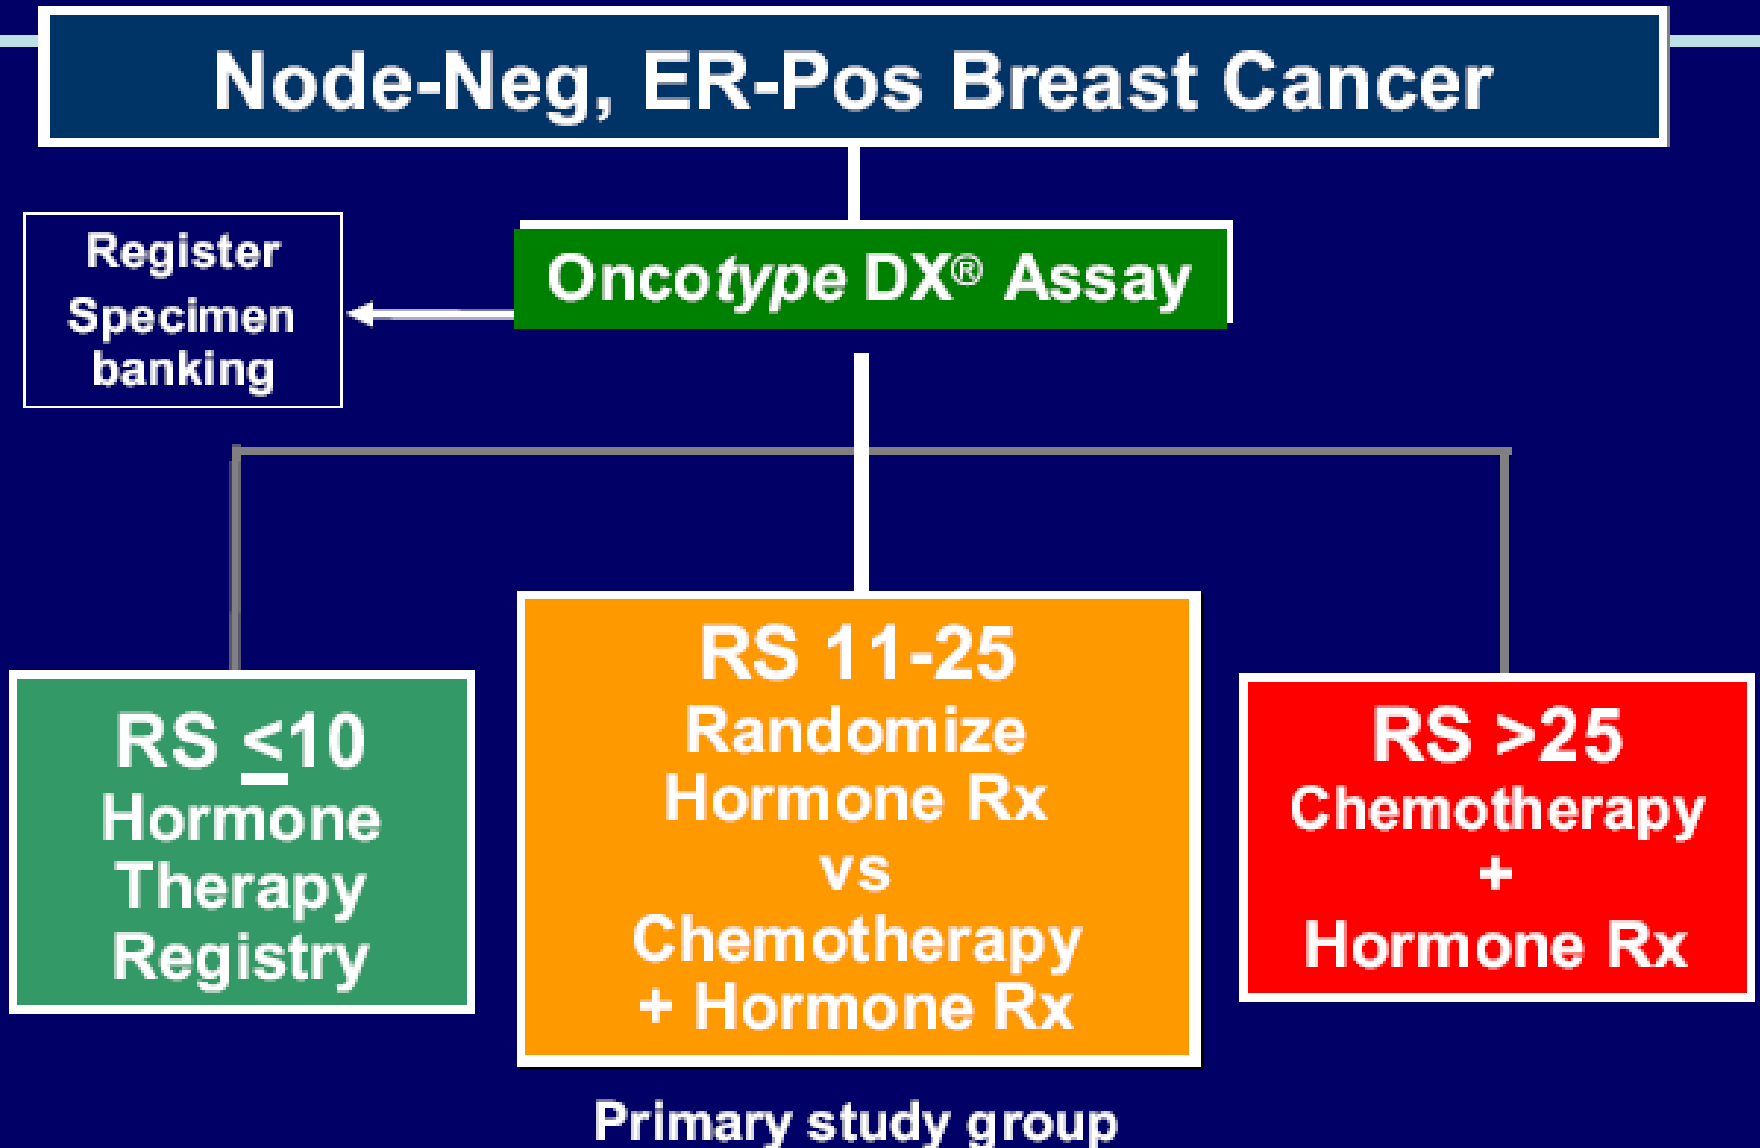 Node-Neg, ER-Pos Breast Cancer
Register
Specimen
banking
Oncotype DX® Assay
RS ≤10
Hormone
Therapy
Registry
RS 11-25
Randomize
Hormone Rx
vs
Chemotherapy
+ Hormone Rx
RS >25
Chemotherapy
+
Hormone Rx
Primary study group